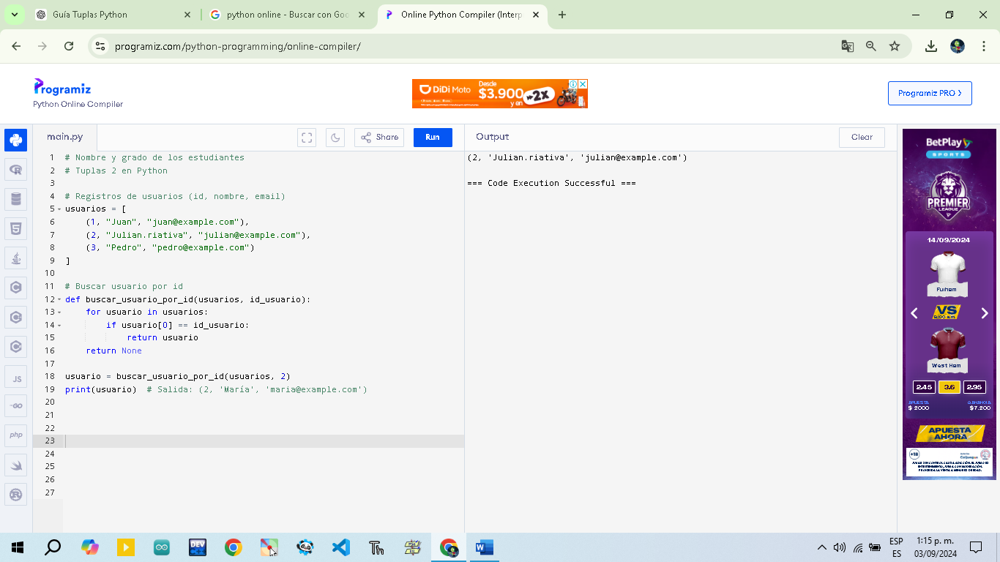 Guía Tuplas Python
python online - Buscar con Goo
Online Python Compiler (Interp
programiz.com/python-programming/online-compiler/
Programiz
Python Online Compiler
DiDi Moto
Desde
$3.900
y en
2X
Programiz PRO >
main.py
Share
Run
Output
Clear
1 # Nombre y grado de los estudiantes
2 # Tuplas 2 en Python
3
4 # Registros de usuarios (id, nombre, email)
5 usuarios = [
6 (1, "Juan", "juan@example.com"),
7 (2, "Julian.riativa", "julian@example.com"),
8 (3, "Pedro", "pedro@example.com")
9 ]
10
11 # Buscar usuario por id
12 def buscar_usuario_por_id(usuarios, id_usuario):
13 for usuario in usuarios:
14 if usuario[0] == id_usuario:
15 return usuario
16 return None
17
18 usuario = buscar_usuario_por_id(usuarios, 2)
19 print(usuario)  # Salida: (2, 'María', 'maria@example.com')
20
21
22
23
24
25
26
27
(2, 'Julian.riativa', 'julian@example.com')
=== Code Execution Successful ===
BetPlay
SPORTS
PREMIER
LEAGUE
14/09/2024
Fulham
VS
West Ham
2.45 3.6 2.95
APUESTA GANANCIA
$ 2000 $7.200
APUESTA
AHORA
+18
Coljuegos
R
5
JS
GO
php
DEV
C++
Th
W
ESP
ES
1:15 p. m.
03/09/2024